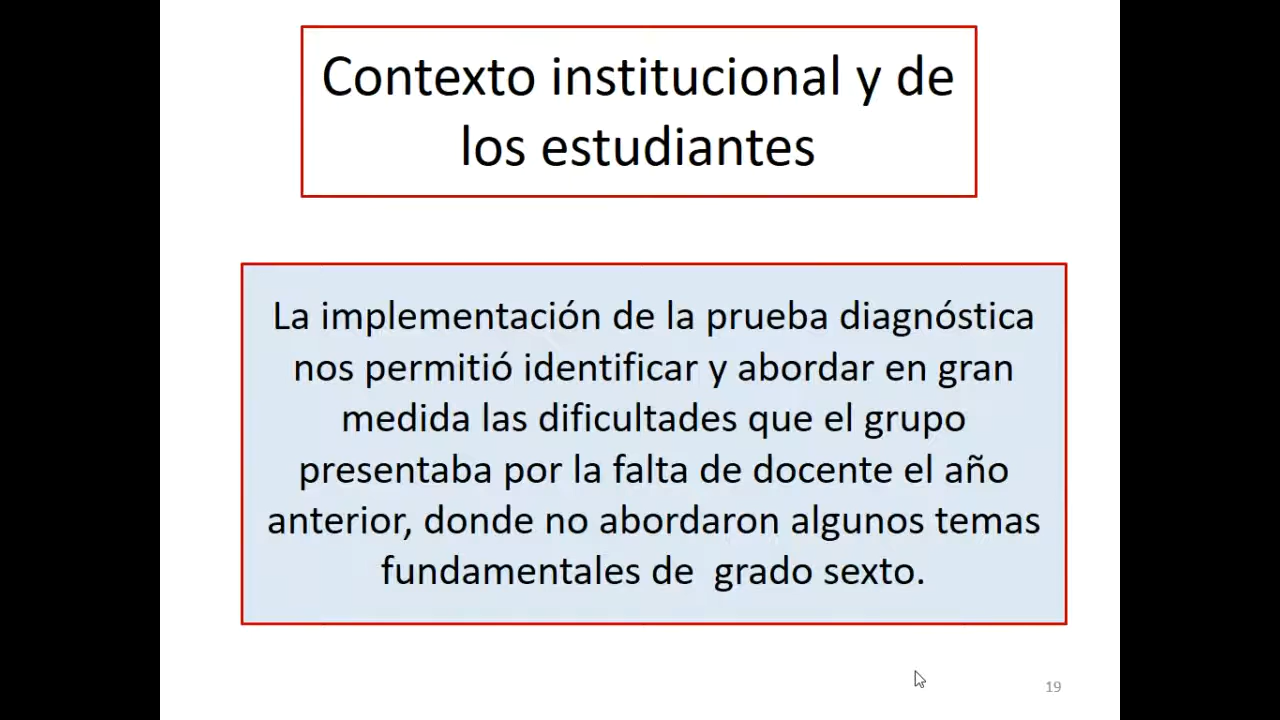 Contexto institucional y de
los estudiantes
La implementación de la prueba diagnóstica
nos permitió identificar y abordar en gran
medida las dificultades que el grupo
presentaba por la falta de docente el año
anterior, donde no abordaron algunos temas
fundamentales de  grado sexto.
19